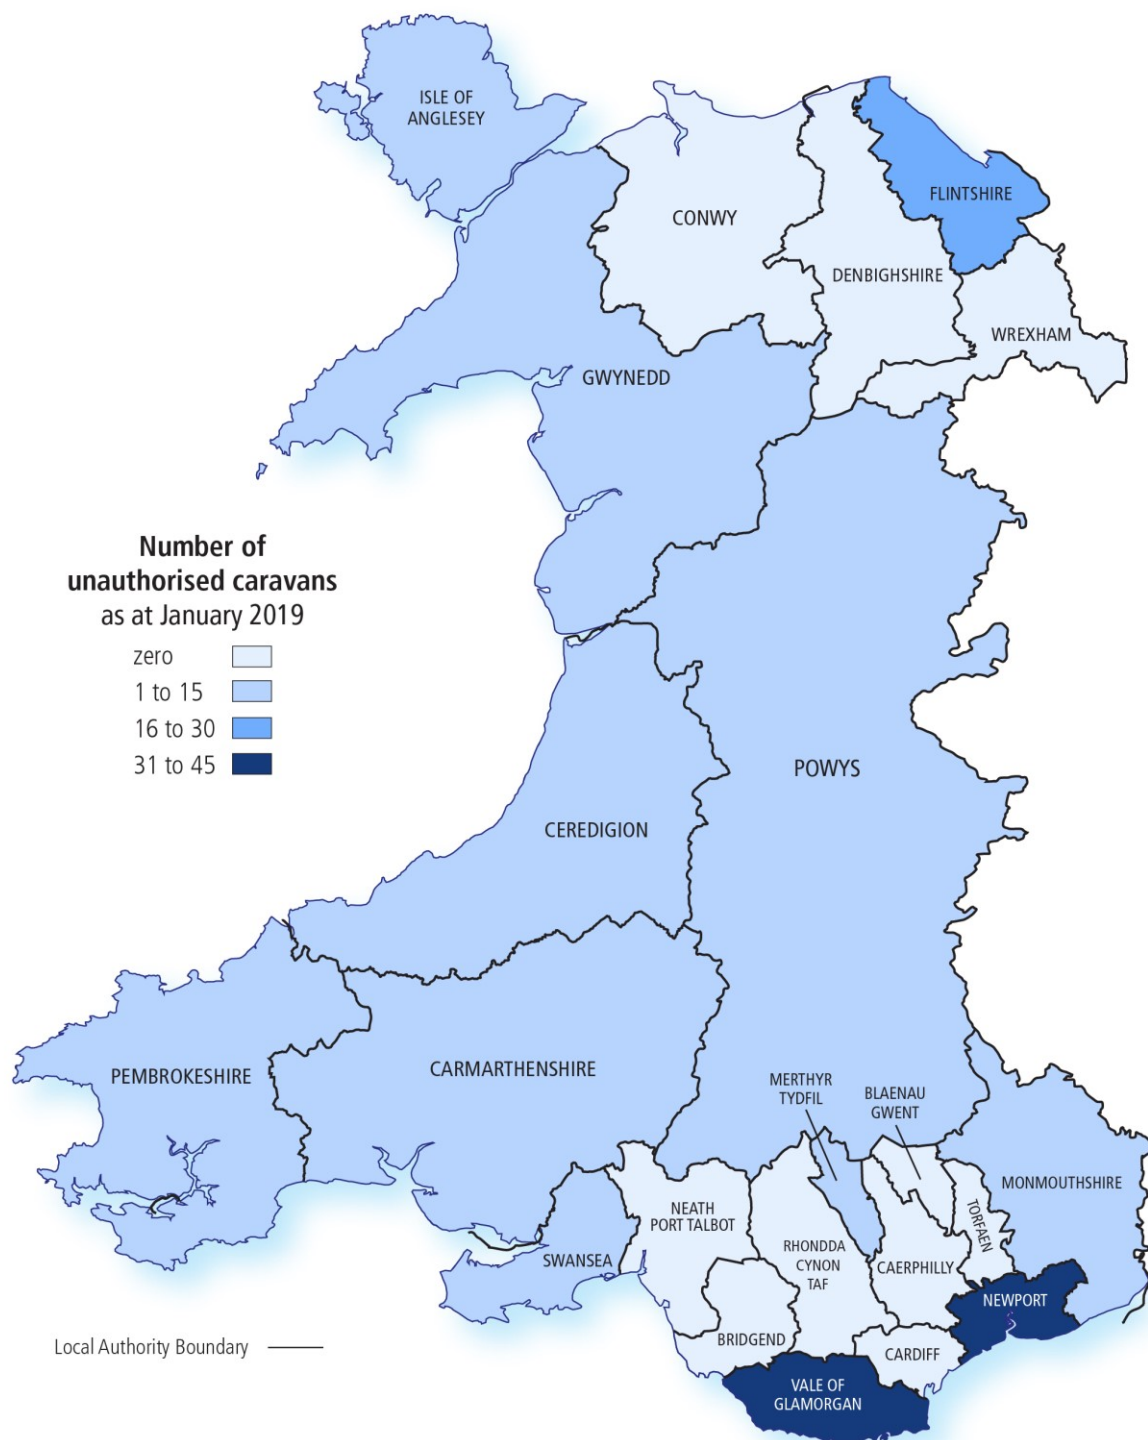 ISLE OF
ANGLESEY
FLINTSHIRE
CONWY
DENBIGHSHIRE
WREXHAM
GWYNEDD
Number of
unauthorised caravans
as at January 2019
zero
1 to 15
16 to 30
31 to 45
POWYS
CEREDIGION
PEMBROKESHIRE
CARMARTHENSHIRE
MERTHYR
TYDFIL
BLAENAU
GWENT
MONMOUTHSHIRE
NEATH
PORT TALBOT
TORFAEN
SWANSEA
RHONDDA
CYNON
TAF
CAERPHILLY
NEWPORT
BRIDGEND
CARDIFF
VALE OF
GLAMORGAN
Local Authority Boundary